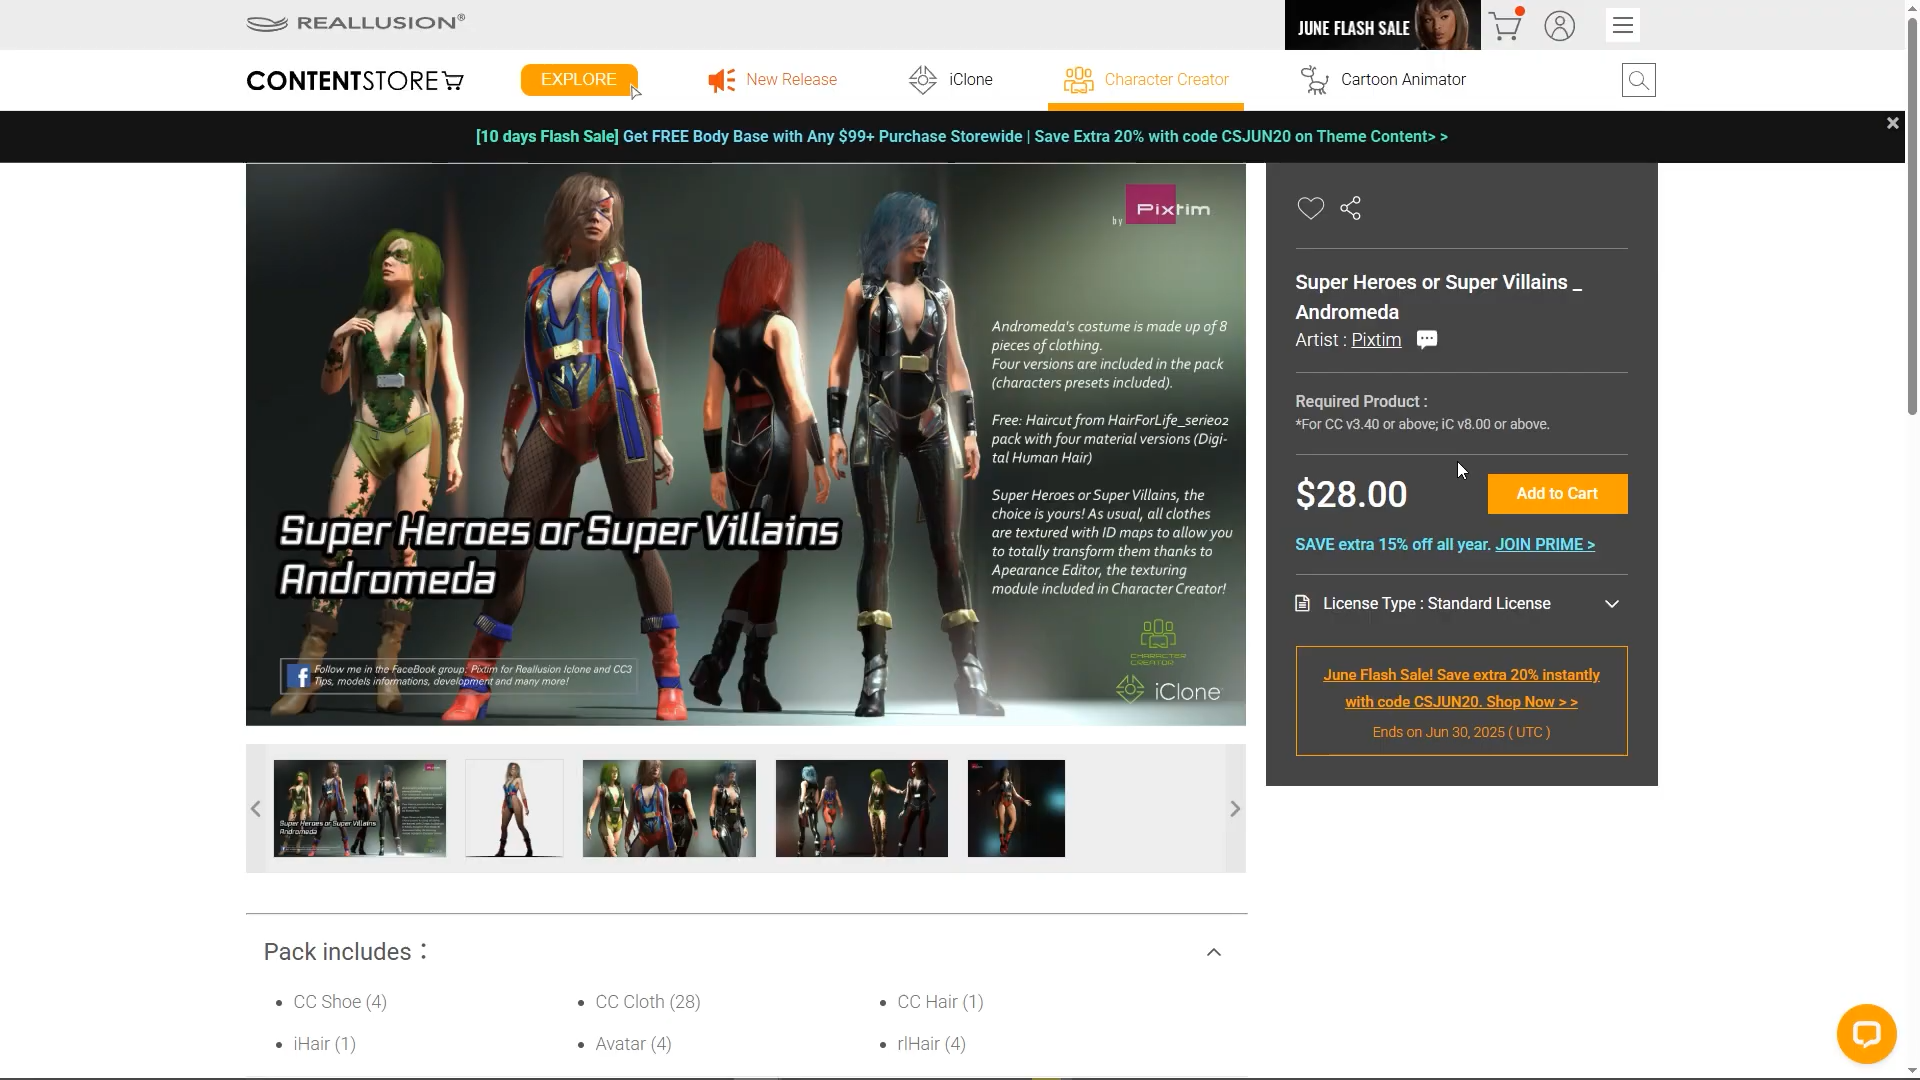 REALLUSION®
JUNE FLASH SALE
CONTENTSTORE
EXPLORE
New Release
iClone
Character Creator
Cartoon Animator
[10 days Flash Sale] Get FREE Body Base with Any $99+ Purchase Storewide | Save Extra 20% with code CSJUN20 on Theme Content> >
by Pixtim
Andromeda's costume is made up of 8
pieces of clothing.
Four versions are included in the pack
(characters presets included).
Free: Haircut from HairForLife_serie02
pack with four material versions (Digi-
tal Human Hair)
Super Heroes or Super Villains, the
choice is yours! As usual, all clothes
are textured with ID maps to allow you
to totally transform them thanks to
Apearance Editor, the texturing
module included in Character Creator!
Super Heroes or Super Villains
Andromeda
Follow me in the FaceBook group: Pixtim for Reallusion Iclone and CC3
Tips, models informations, development and many more!
CHARACTER
CREATOR
iClone
Super Heroes or Super Villains _
Andromeda
Artist : Pixtim
Required Product :
*For CC v3.40 or above; iC v8.00 or above.
$28.00
Add to Cart
SAVE extra 15% off all year. JOIN PRIME >
License Type : Standard License
June Flash Sale! Save extra 20% instantly
with code CSJUN20. Shop Now > >
Ends on Jun 30, 2025 ( UTC )
Super Heroes or Super Villains
Andromeda
Pack includes :
CC Shoe (4)
CC Cloth (28)
CC Hair (1)
iHair (1)
Avatar (4)
rlHair (4)